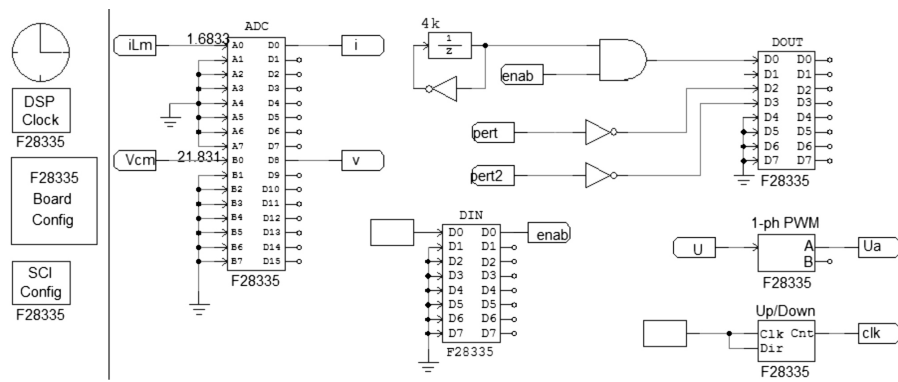 DSP
Clock
F28335
F28335
Board
Config
SCI
Config
F28335
ADC
iLm
1.6833
A0
A1
A2
A3
A4
A5
A6
A7
Vcm
21.831
B0
B1
B2
B3
B4
B5
B6
B7
D0
D1
D2
D3
D4
D5
D6
D7
D8
D9
D10
D11
D12
D13
D14
D15
F28335
i
v
4k
1
z
enab
pert
pert2
DOUT
D0 D0
D1 D1
D2 D2
D3 D3
D4 D4
D5 D5
D6 D6
D7 D7
F28335
DIN
D0 D0
D1 D1
D2 D2
D3 D3
D4 D4
D5 D5
D6 D6
D7 D7
F28335
enab
1-ph PWM
U
A
B
Ua
F28335
Up/Down
Clk Cnt
Dir
clk
F28335